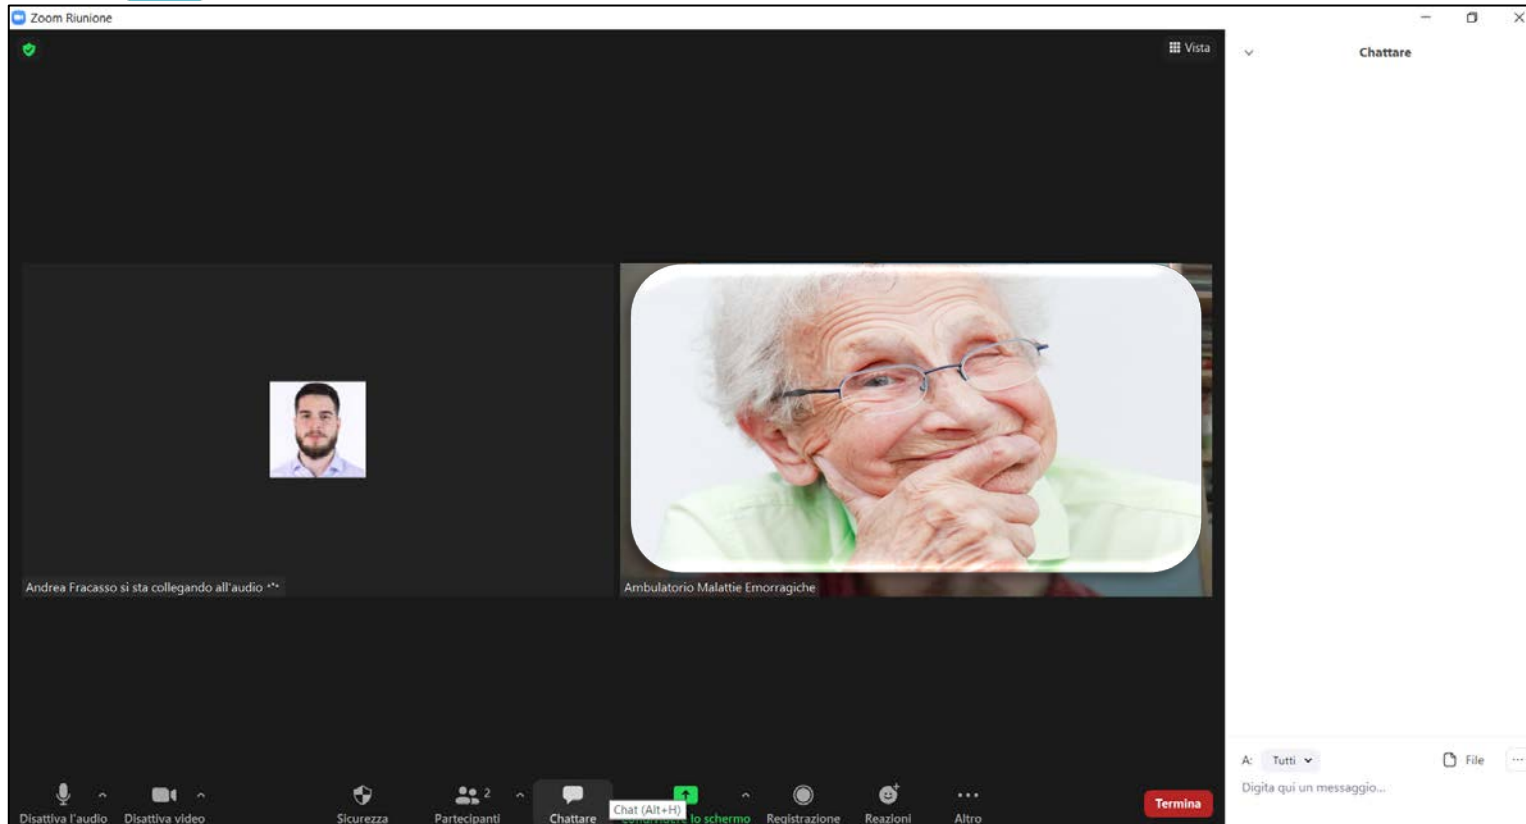 Zoom Riunione
Vista
Chattare
Andrea Fracasso si sta collegando all'audio
Ambulatorio Malattie Emorragiche
A: Tutti
File
Digita qui un messaggio...
2
Chat (Alt+H)
Disattiva l'audio
Disattiva video
Sicurezza
Partecipanti
Chattare
lo schermo
Registrazione
Reazioni
Altro
Termina